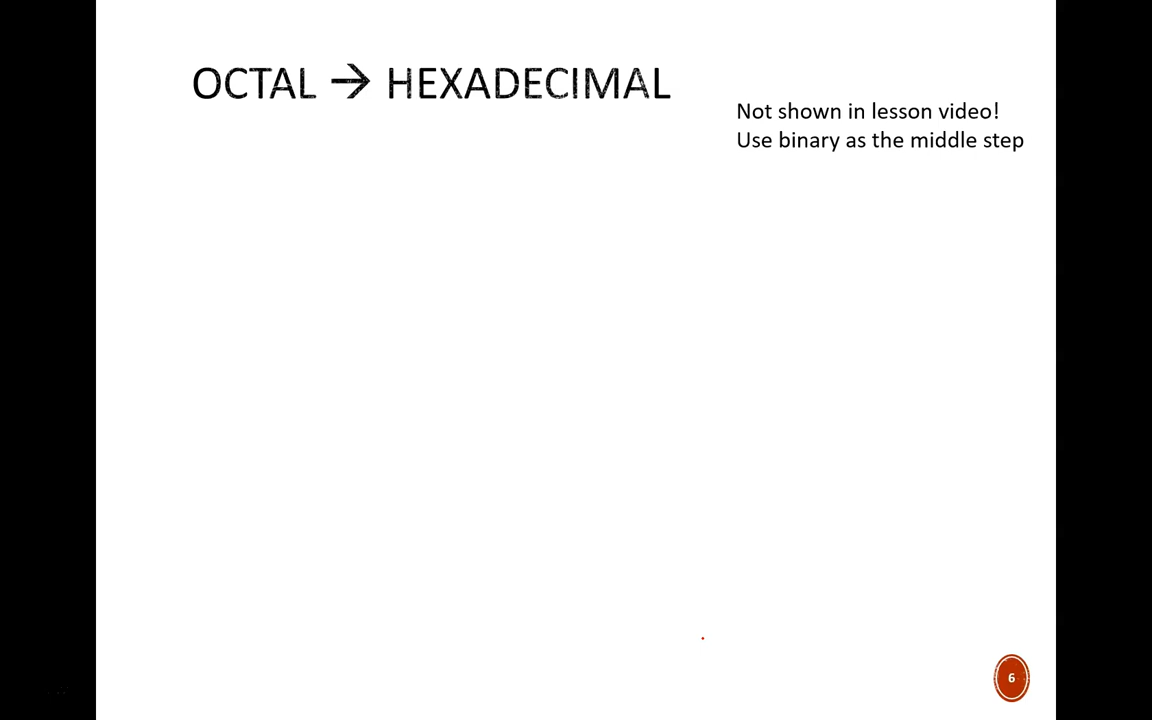 OCTAL → HEXADECIMAL
Not shown in lesson video!
Use binary as the middle step
6